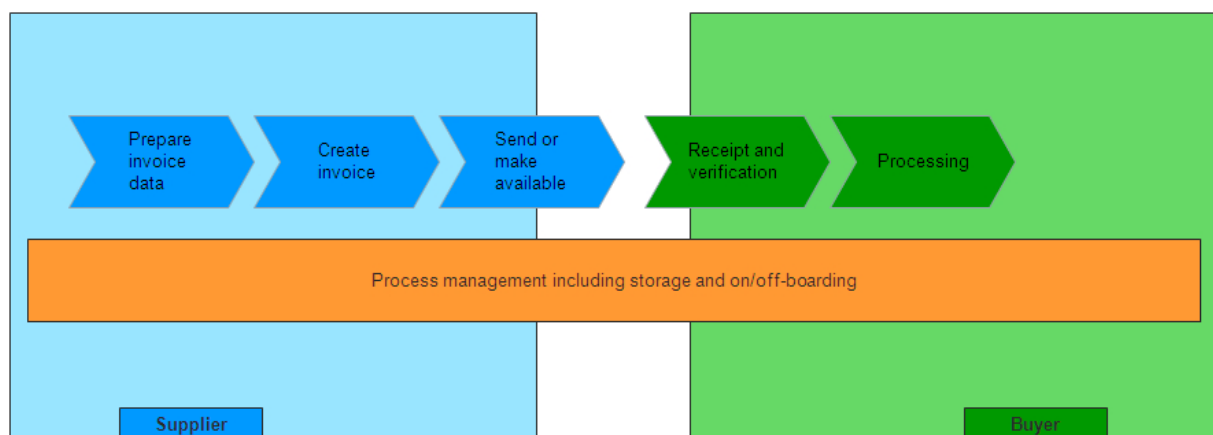 Prepare
invoice
data
Create
invoice
Send or
make
available
Receipt and
verification
Processing
Process management including storage and on/off-boarding
Supplier
Buyer